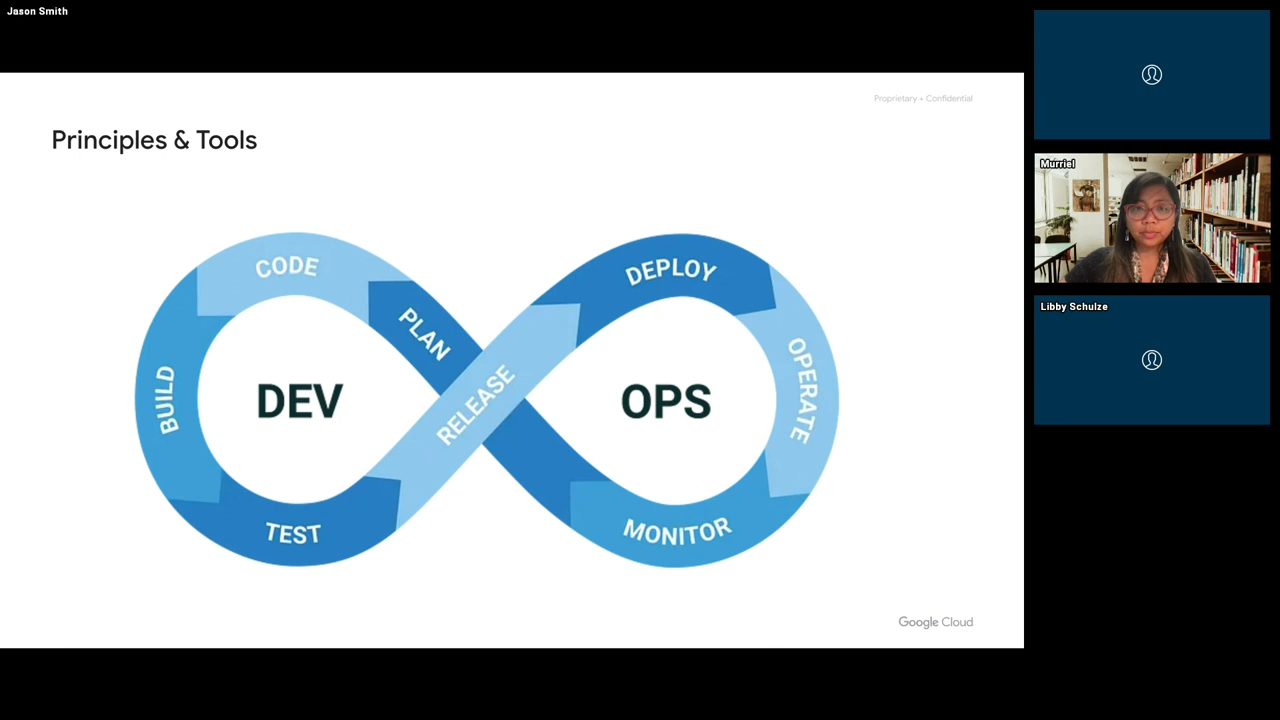 Jason Smith
Proprietary + Confidential
Principles & Tools
CODE
PLAN
BUILD
DEV
TEST
RELEASE
DEPLOY
OPERATE
OPS
MONITOR
Google Cloud
Murriel
Libby Schulze